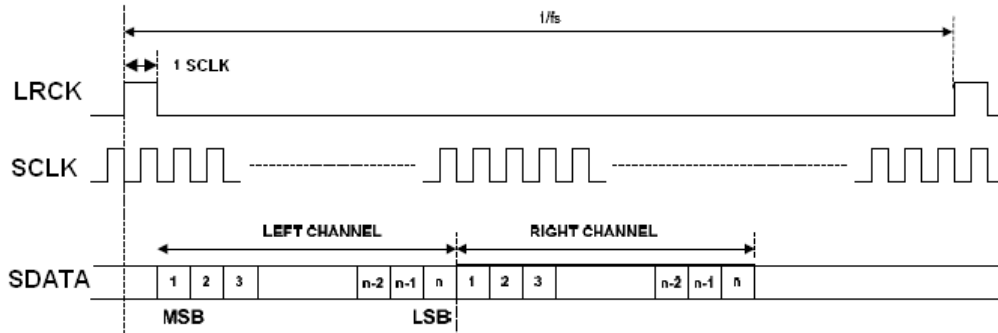 1/fs
1 SCLK
LRCK
SCLK
LEFT CHANNEL
RIGHT CHANNEL
SDATA
1 2 3 n-2 n-1 n 1 2 3 n-2 n-1 n
MSB
LSB